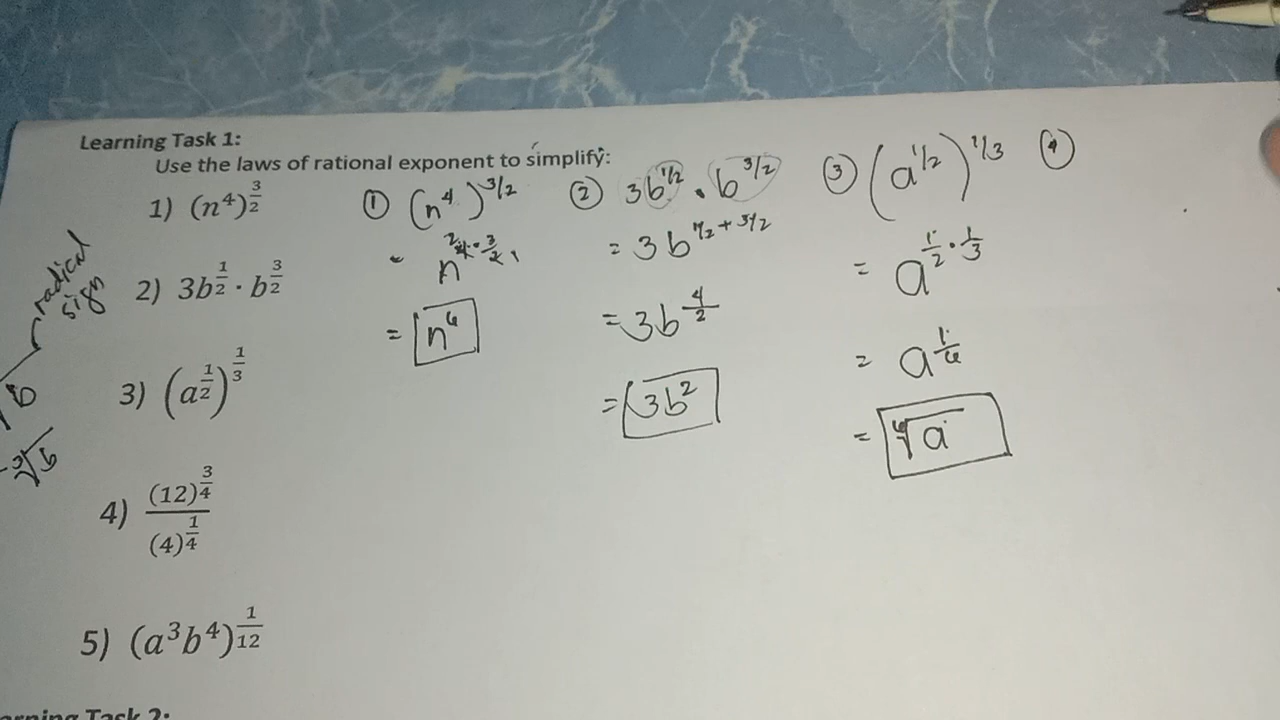 Learning Task 1:
Use the laws of rational exponent to simplify:
1) (n⁴)^(3/2)
2) 3b^(1/2) · b^(3/2)
3) (a^(1/2))^(1/3)
4) (12)^(3/4) / (4)^(1/4)
5) (a³b⁴)^(1/12)
radical
sign
√b
³√b
① (n⁴)^(3/2)
= n^(4 · 3/2)
= n⁶
② 3b^(1/2) · b^(3/2)
= 3b^(1/2 + 3/2)
= 3b^(4/2)
= 3b²
③ (a^(1/2))^(1/3)
= a^(1/2 · 1/3)
= a^(1/6)
= ⁶√a
④
Task 2: